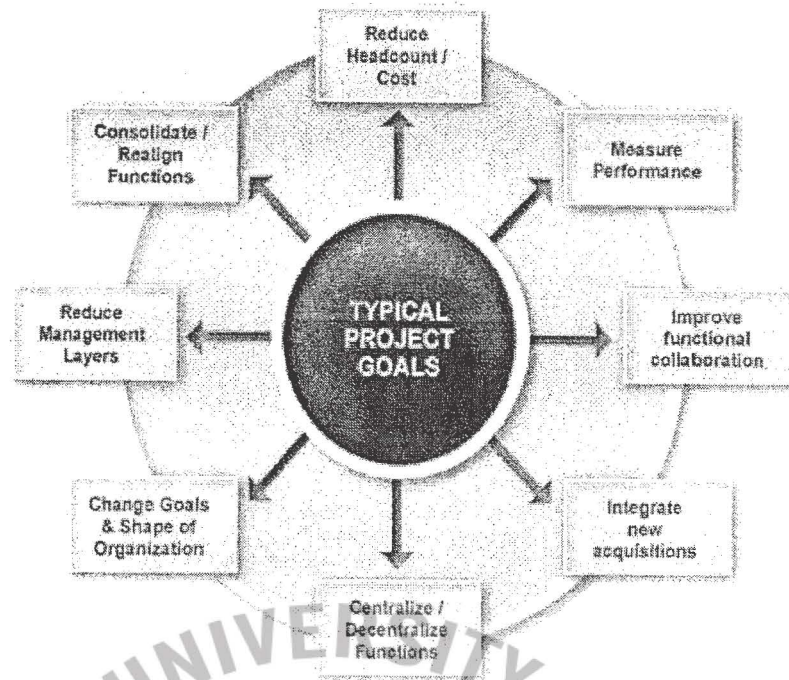 Reduce
Headcount /
Cost
Measure
Performance
Improve
functional
collaboration
Integrate
new
acquisitions
Centralize /
Decentralize
Functions
Change Goals
& Shape of
Organization
Reduce
Management
Layers
Consolidate /
Realign
Functions
TYPICAL
PROJECT
GOALS
UNIVERSITY